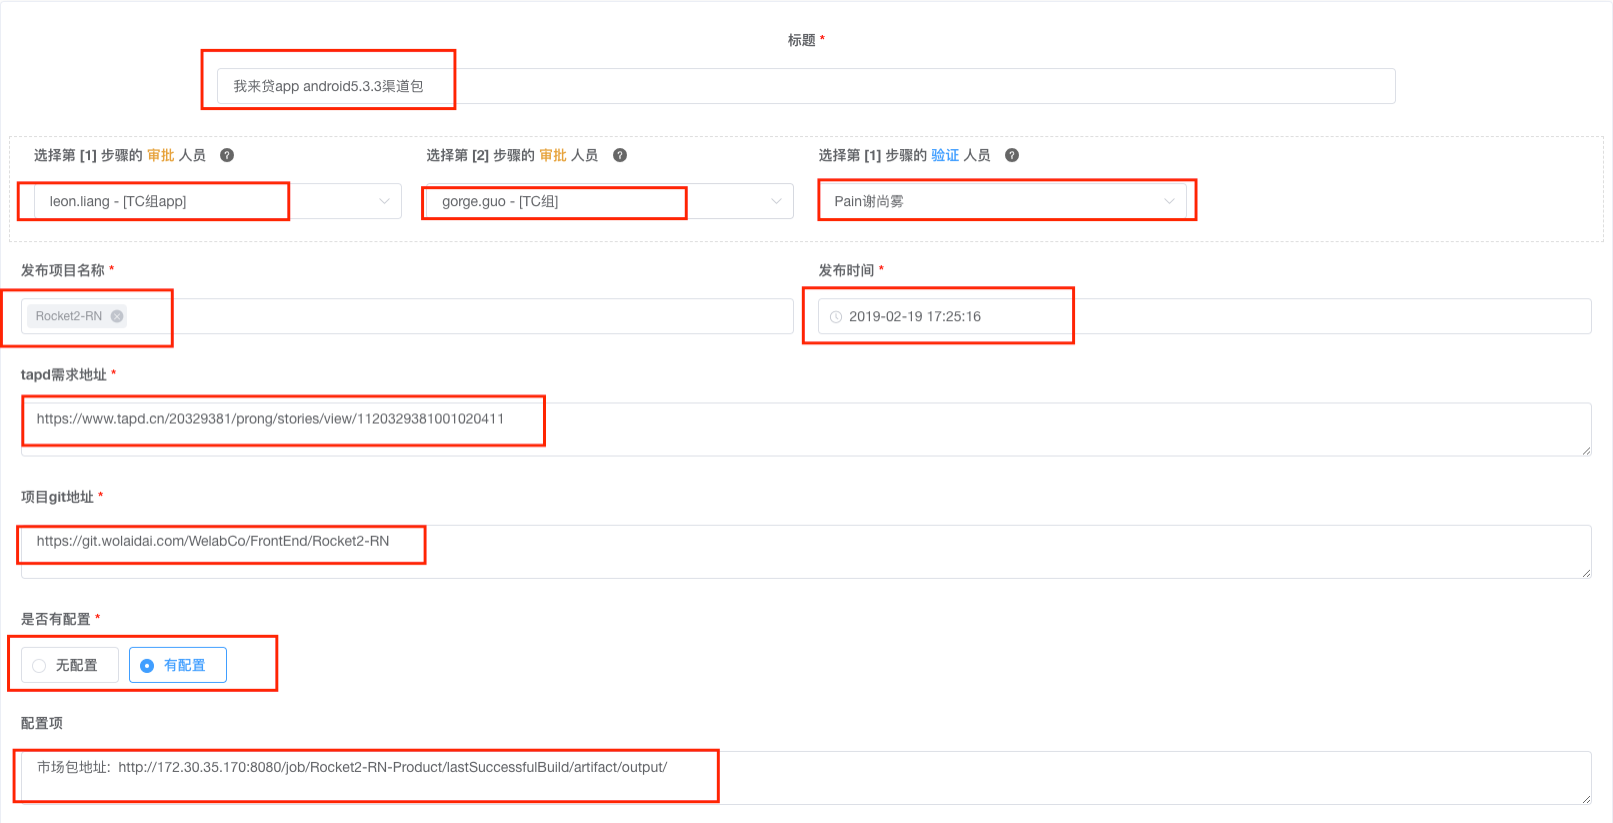 标题 *
我来贷app android5.3.3渠道包
选择第 [1] 步骤的 审批 人员 ?
选择第 [2] 步骤的 审批 人员 ?
选择第 [1] 步骤的 验证 人员 ?
leon.liang - [TC组app]
gorge.guo - [TC组]
Pain谢尚雾
发布项目名称 *
发布时间 *
Rocket2-RN
2019-02-19 17:25:16
tapd需求地址 *
https://www.tapd.cn/20329381/prong/stories/view/1120329381001020411
项目git地址 *
https://git.wolaidai.com/WelabCo/FrontEnd/Rocket2-RN
是否有配置 *
无配置
有配置
配置项
市场包地址：http://172.30.35.170:8080/job/Rocket2-RN-Product/lastSuccessfulBuild/artifact/output/